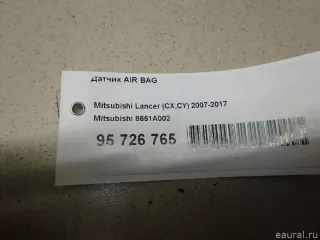 Датчик AIR BAG
Mitsubishi Lancer (CX,CY) 2007-2017
Mitsubishi 8651A002
95 726 765
eaural.ru